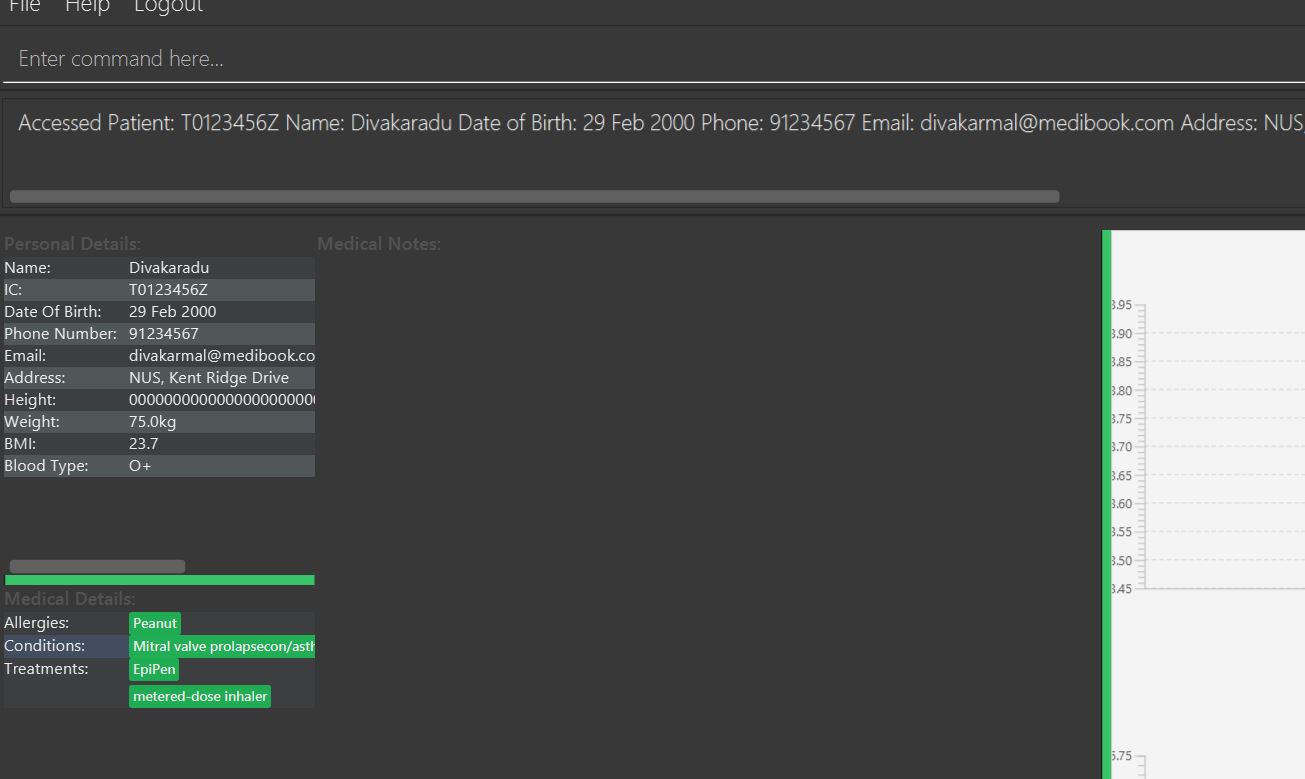 File Help Logout
Enter command here...
Accessed Patient: T0123456Z Name: Divakaradu Date of Birth: 29 Feb 2000 Phone: 91234567 Email: divakarmal@medibook.com Address: NUS,
Personal Details:
Name: Divakaradu
IC: T0123456Z
Date Of Birth: 29 Feb 2000
Phone Number: 91234567
Email: divakarmal@medibook.co
Address: NUS, Kent Ridge Drive
Height: 000000000000000000000
Weight: 75.0kg
BMI: 23.7
Blood Type: O+
Medical Details:
Allergies: Peanut
Conditions: Mitral valve prolapsecon/asth
Treatments: EpiPen
metered-dose inhaler
Medical Notes:
3.95
3.90
3.85
3.80
3.75
3.70
3.65
3.60
3.55
3.50
3.45
5.75